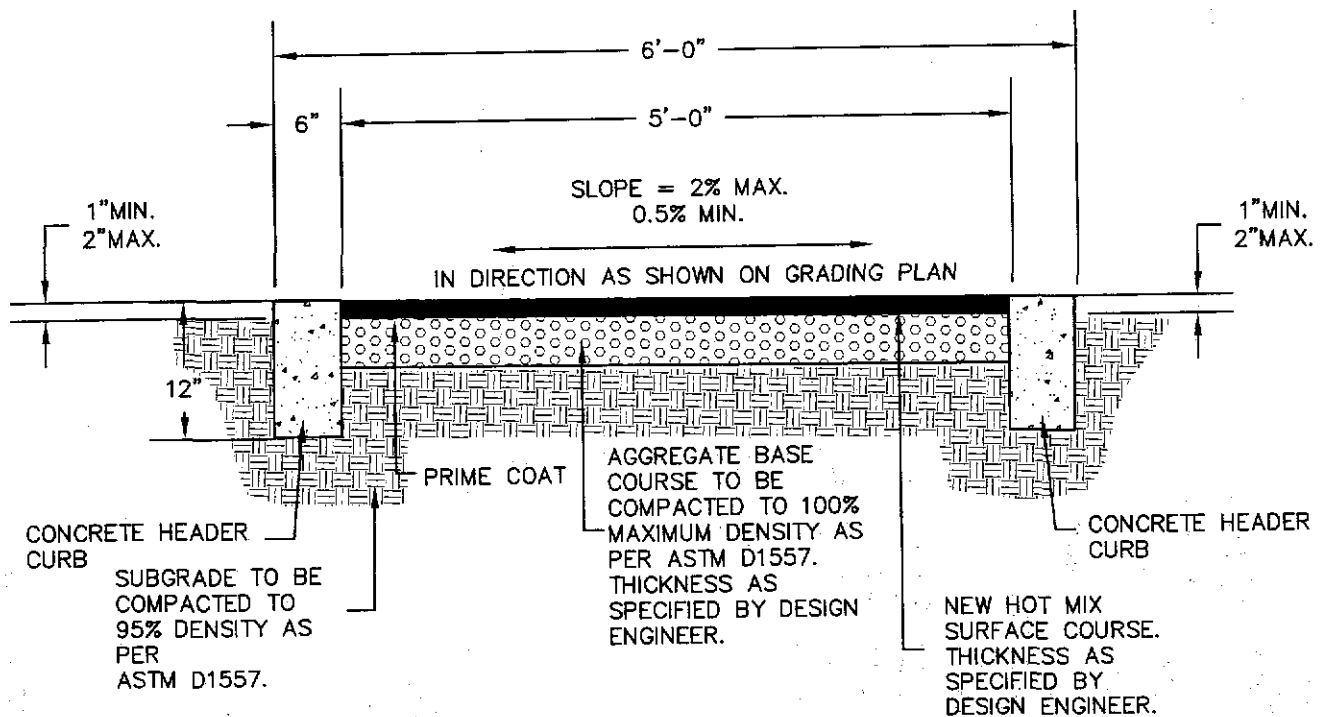 6'-0"
6"
5'-0"
SLOPE = 2% MAX.
0.5% MIN.
1"MIN.
2"MAX.
1"MIN.
2"MAX.
IN DIRECTION AS SHOWN ON GRADING PLAN
12"
PRIME COAT
AGGREGATE BASE
COURSE TO BE
COMPACTED TO 100%
MAXIMUM DENSITY AS
PER ASTM D1557.
THICKNESS AS
SPECIFIED BY DESIGN
ENGINEER.
CONCRETE HEADER
CURB
CONCRETE HEADER
CURB
SUBGRADE TO BE
COMPACTED TO
95% DENSITY AS
PER
ASTM D1557.
NEW HOT MIX
SURFACE COURSE.
THICKNESS AS
SPECIFIED BY
DESIGN ENGINEER.